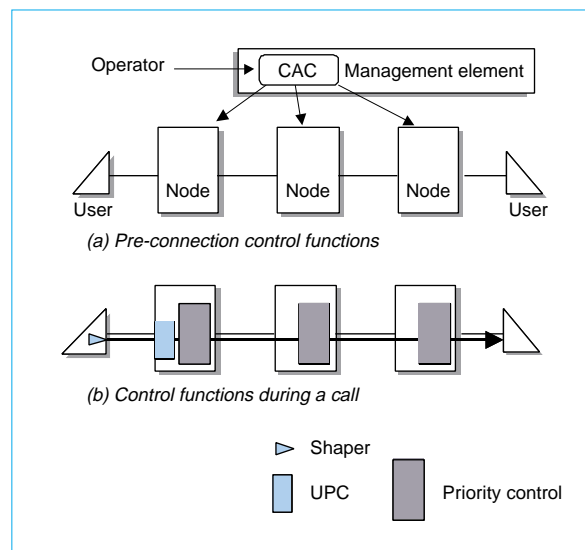 Operator
CAC
Management element
Node
Node
Node
User
User
(a) Pre-connection control functions
(b) Control functions during a call
Shaper
UPC
Priority control